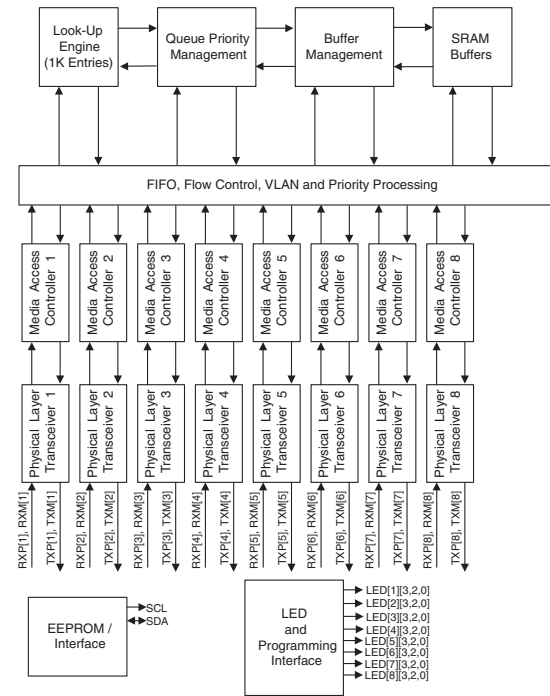 Look-Up
Engine
(1K Entries)
Queue Priority
Management
Buffer
Management
SRAM
Buffers
FIFO, Flow Control, VLAN and Priority Processing
Media Access
Controller 1
Media Access
Controller 2
Media Access
Controller 3
Media Access
Controller 4
Media Access
Controller 5
Media Access
Controller 6
Media Access
Controller 7
Media Access
Controller 8
Physical Layer
Transceiver 1
Physical Layer
Transceiver 2
Physical Layer
Transceiver 3
Physical Layer
Transceiver 4
Physical Layer
Transceiver 5
Physical Layer
Transceiver 6
Physical Layer
Transceiver 7
Physical Layer
Transceiver 8
RXP[1], RXM[1]
TXP[1], TXM[1]
RXP[2], RXM[2]
TXP[2], TXM[2]
RXP[3], RXM[3]
TXP[3], TXM[3]
RXP[4], RXM[4]
TXP[4], TXM[4]
RXP[5], RXM[5]
TXP[5], TXM[5]
RXP[6], RXM[6]
TXP[6], TXM[6]
RXP[7], RXM[7]
TXP[7], TXM[7]
RXP[8], RXM[8]
TXP[8], TXM[8]
EEPROM /
Interface
SCL
SDA
LED
and
Programming
Interface
LED[1][3,2,0]
LED[2][3,2,0]
LED[3][3,2,0]
LED[4][3,2,0]
LED[5][3,2,0]
LED[6][3,2,0]
LED[7][3,2,0]
LED[8][3,2,0]